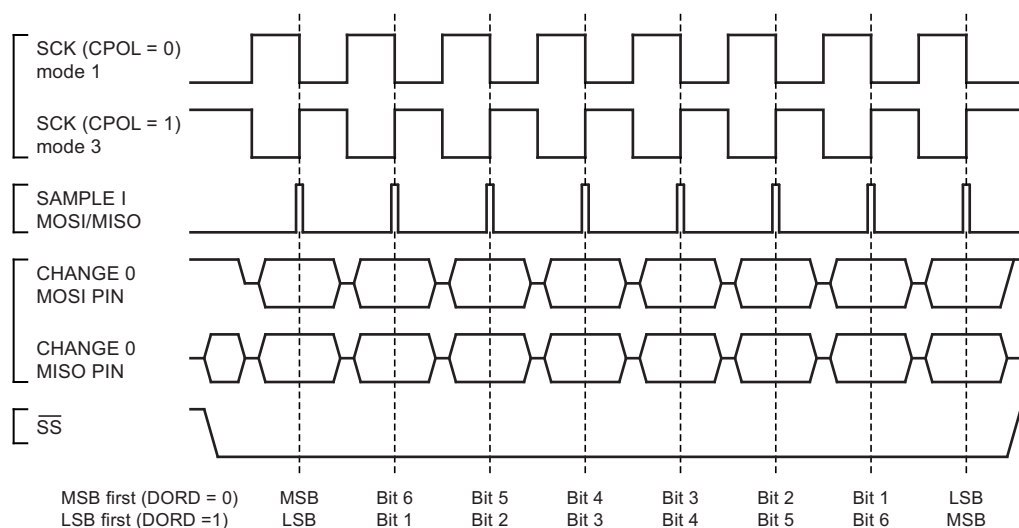 SCK (CPOL = 0)
mode 1
SCK (CPOL = 1)
mode 3
SAMPLE I
MOSI/MISO
CHANGE 0
MOSI PIN
CHANGE 0
MISO PIN
SS
MSB first (DORD = 0) MSB Bit 6 Bit 5 Bit 4 Bit 3 Bit 2 Bit 1 LSB
LSB first (DORD =1) LSB Bit 1 Bit 2 Bit 3 Bit 4 Bit 5 Bit 6 MSB